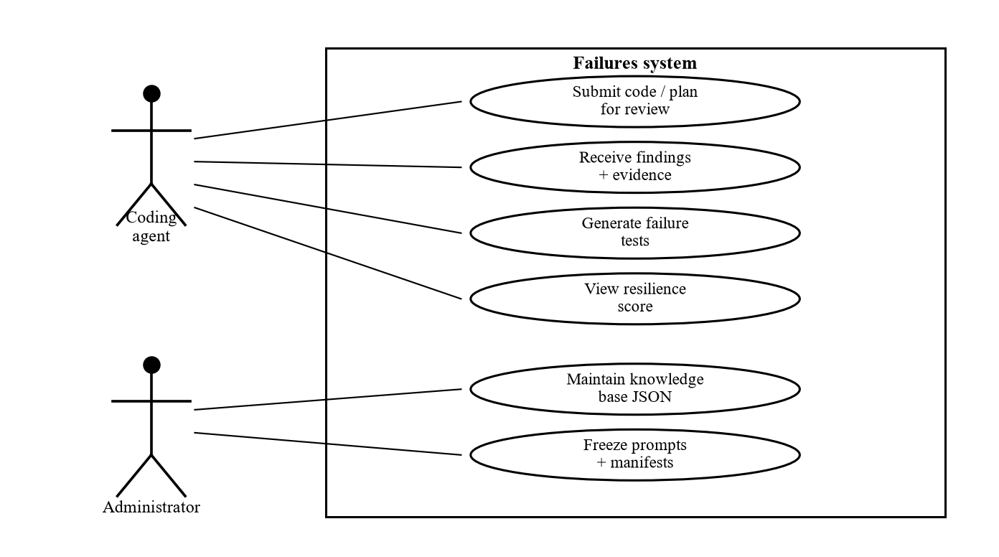 Failures system
Submit code / plan
for review
Receive findings
+ evidence
Generate failure
tests
View resilience
score
Coding
agent
Maintain knowledge
base JSON
Freeze prompts
+ manifests
Administrator